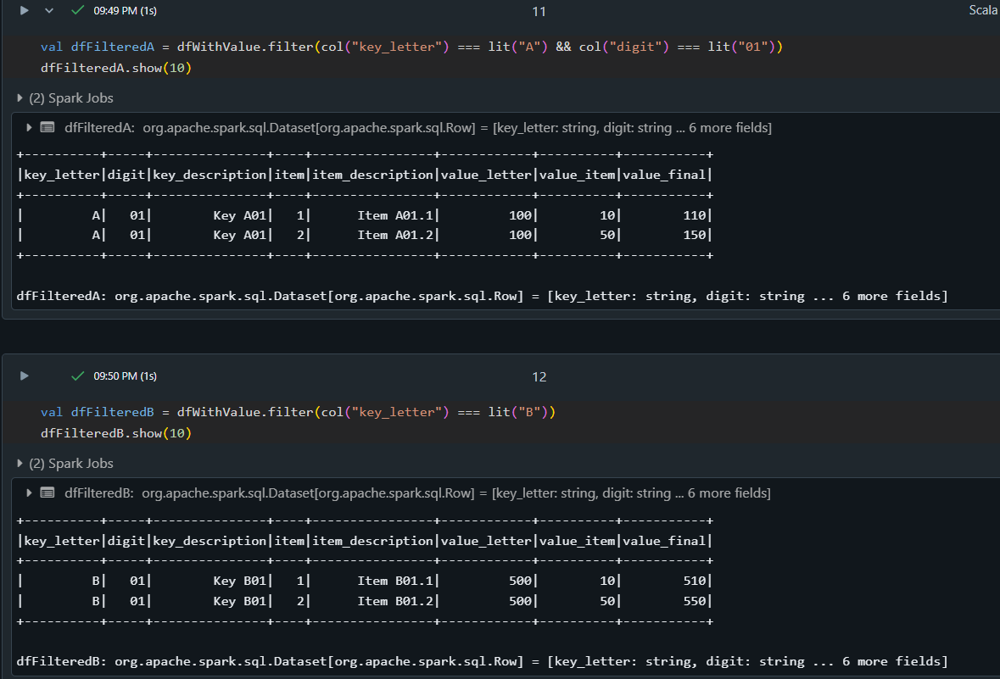 09:49 PM (1s) 11 Scala
val dfFilteredA = dfWithValue.filter(col("key_letter") === lit("A") && col("digit") === lit("01"))
dfFilteredA.show(10)
(2) Spark Jobs
dfFilteredA: org.apache.spark.sql.Dataset[org.apache.spark.sql.Row] = [key_letter: string, digit: string ... 6 more fields]
+----------+-----+---------------+----+----------------+------------+----------+-----------+
|key_letter|digit|key_description|item|item_description|value_letter|value_item|value_final|
+----------+-----+---------------+----+----------------+------------+----------+-----------+
|         A|   01|        Key A01|   1|      Item A01.1|         100|        10|        110|
|         A|   01|        Key A01|   2|      Item A01.2|         100|        50|        150|
+----------+-----+---------------+----+----------------+------------+----------+-----------+
dfFilteredA: org.apache.spark.sql.Dataset[org.apache.spark.sql.Row] = [key_letter: string, digit: string ... 6 more fields]
09:50 PM (1s) 12
val dfFilteredB = dfWithValue.filter(col("key_letter") === lit("B"))
dfFilteredB.show(10)
(2) Spark Jobs
dfFilteredB: org.apache.spark.sql.Dataset[org.apache.spark.sql.Row] = [key_letter: string, digit: string ... 6 more fields]
+----------+-----+---------------+----+----------------+------------+----------+-----------+
|key_letter|digit|key_description|item|item_description|value_letter|value_item|value_final|
+----------+-----+---------------+----+----------------+------------+----------+-----------+
|         B|   01|        Key B01|   1|      Item B01.1|         500|        10|        510|
|         B|   01|        Key B01|   2|      Item B01.2|         500|        50|        550|
+----------+-----+---------------+----+----------------+------------+----------+-----------+
dfFilteredB: org.apache.spark.sql.Dataset[org.apache.spark.sql.Row] = [key_letter: string, digit: string ... 6 more fields]